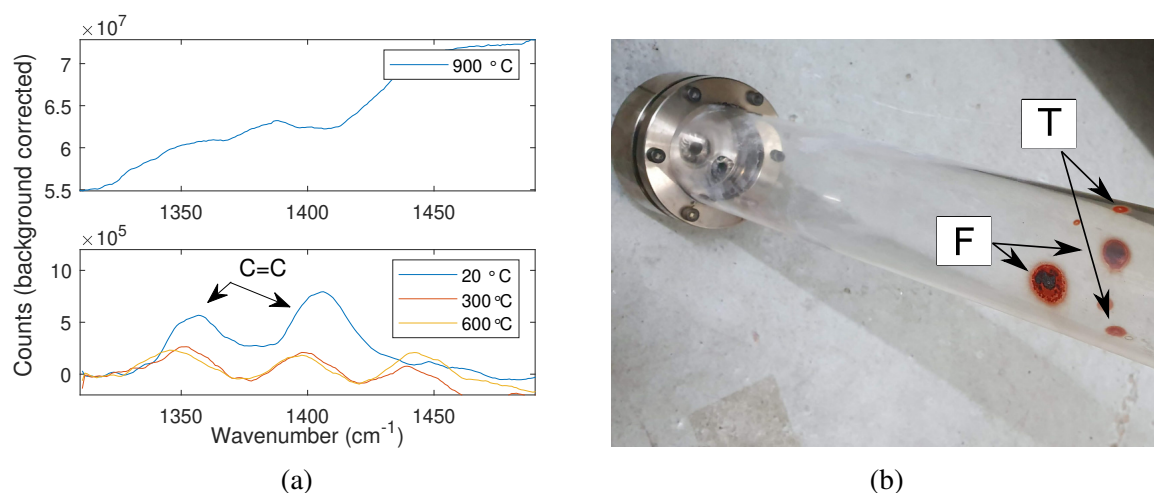 ×10⁷
7
6.5
6
5.5
900 °C
1350 1400 1450
Counts (background corrected)
×10⁵
10
5
0
C=C
20 °C
300 °C
600 °C
1350 1400 1450
Wavenumber (cm⁻¹)
(a)
T
F
(b)